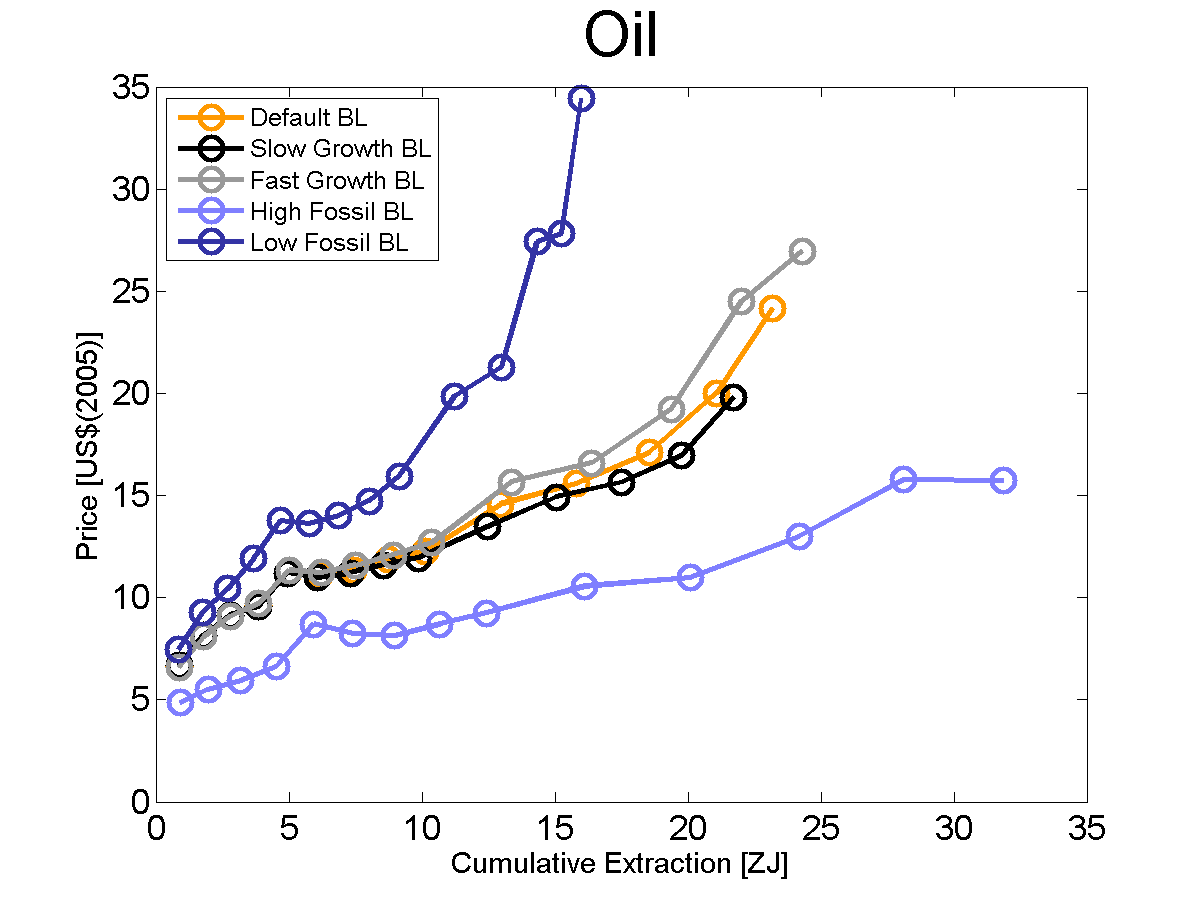 Oil
35
30
25
20
15
10
5
0
Price [US$(2005)]
Default BL
Slow Growth BL
Fast Growth BL
High Fossil BL
Low Fossil BL
0 5 10 15 20 25 30 35
Cumulative Extraction [ZJ]